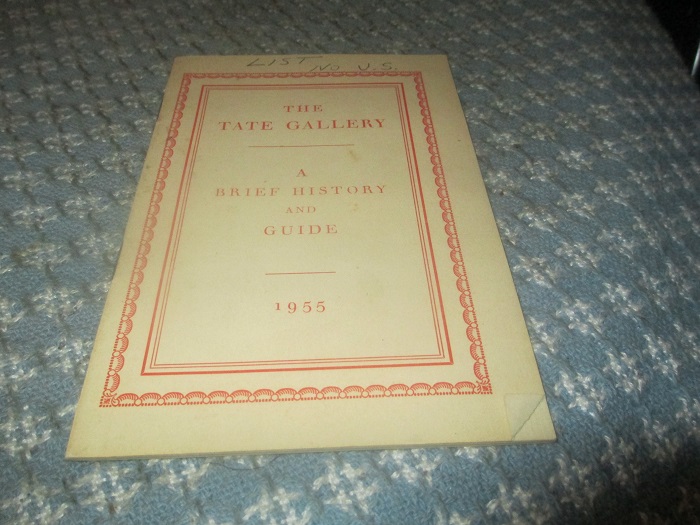 LIST
No U.S.
THE
TATE GALLERY
A
BRIEF HISTORY
AND
GUIDE
1955